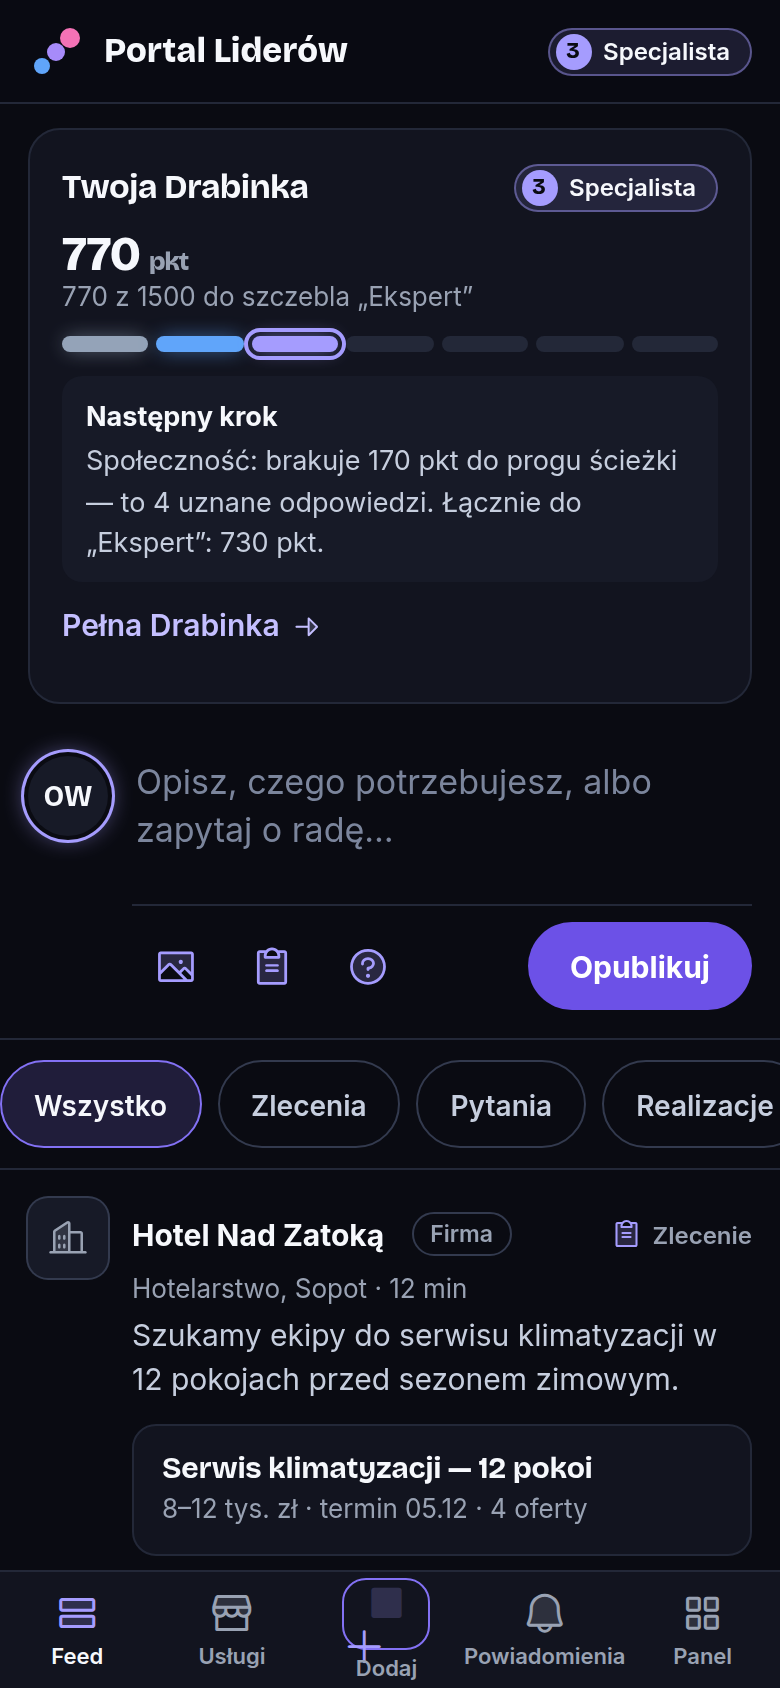 Portal Liderów
3 Specjalista
Twoja Drabinka
3 Specjalista
770 pkt
770 z 1500 do szczebla „Ekspert”
Następny krok
Społeczność: brakuje 170 pkt do progu ścieżki
— to 4 uznane odpowiedzi. Łącznie do
„Ekspert”: 730 pkt.
Pełna Drabinka
OW
Opisz, czego potrzebujesz, albo
zapytaj o radę...
Opublikuj
Wszystko
Zlecenia
Pytania
Realizacje
Hotel Nad Zatoką
Firma
Zlecenie
Hotelarstwo, Sopot · 12 min
Szukamy ekipy do serwisu klimatyzacji w
12 pokojach przed sezonem zimowym.
Serwis klimatyzacji — 12 pokoi
8–12 tys. zł · termin 05.12 · 4 oferty
Feed
Usługi
Dodaj
Powiadomienia
Panel